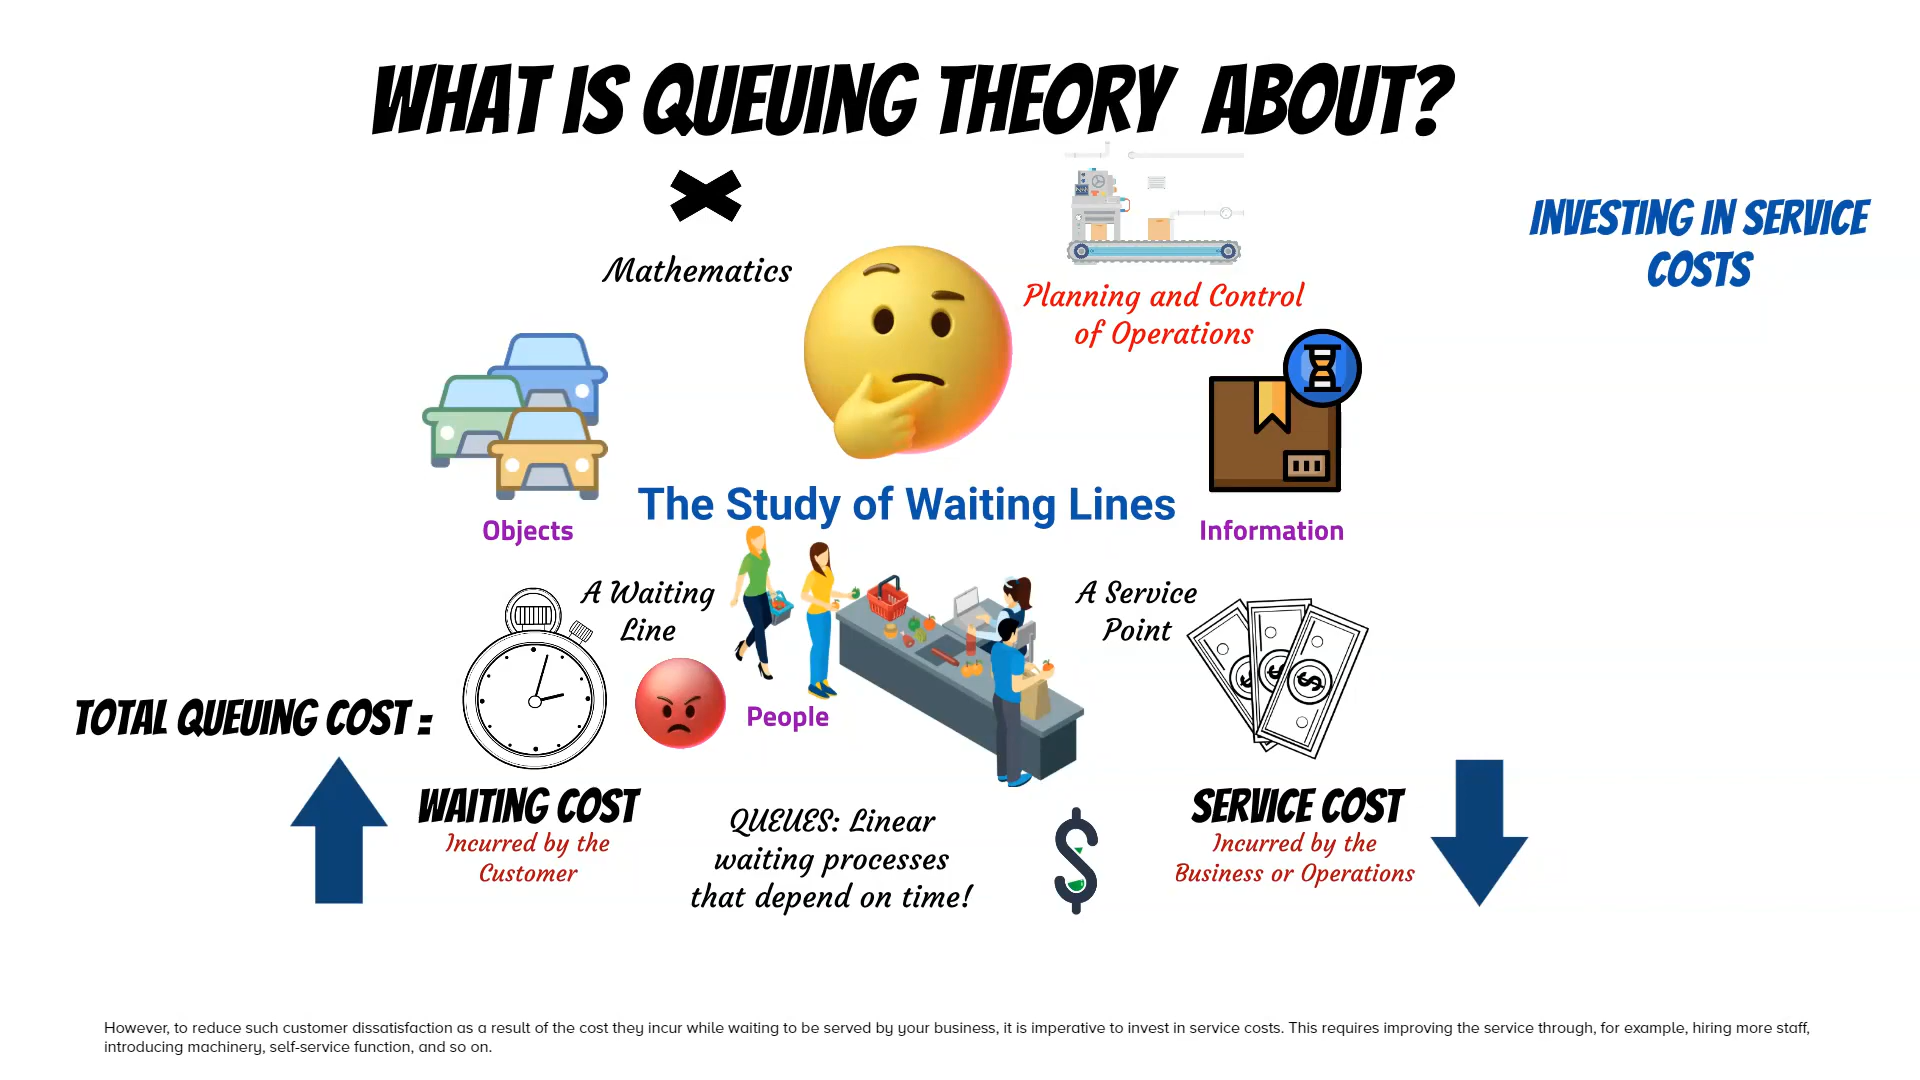 WHAT IS QUEUING THEORY ABOUT?
Mathematics
Planning and Control
of Operations
INVESTING IN SERVICE
COSTS
The Study of Waiting Lines
Objects
Information
A Waiting
Line
A Service
Point
People
TOTAL QUEUING COST =
WAITING COST
Incurred by the
Customer
QUEUES: Linear
waiting processes
that depend on time!
SERVICE COST
Incurred by the
Business or Operations
However, to reduce such customer dissatisfaction as a result of the cost they incur while waiting to be served by your business, it is imperative to invest in service costs. This requires improving the service through, for example, hiring more staff,
introducing machinery, self-service function, and so on.